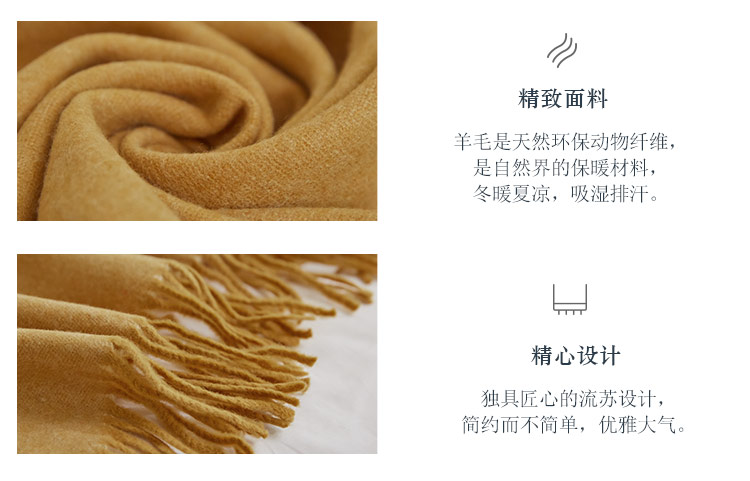 精致面料
羊毛是天然环保动物纤维，
是自然界的保暖材料，
冬暖夏凉，吸湿排汗。
精心设计
独具匠心的流苏设计，
简约而不简单，优雅大气。